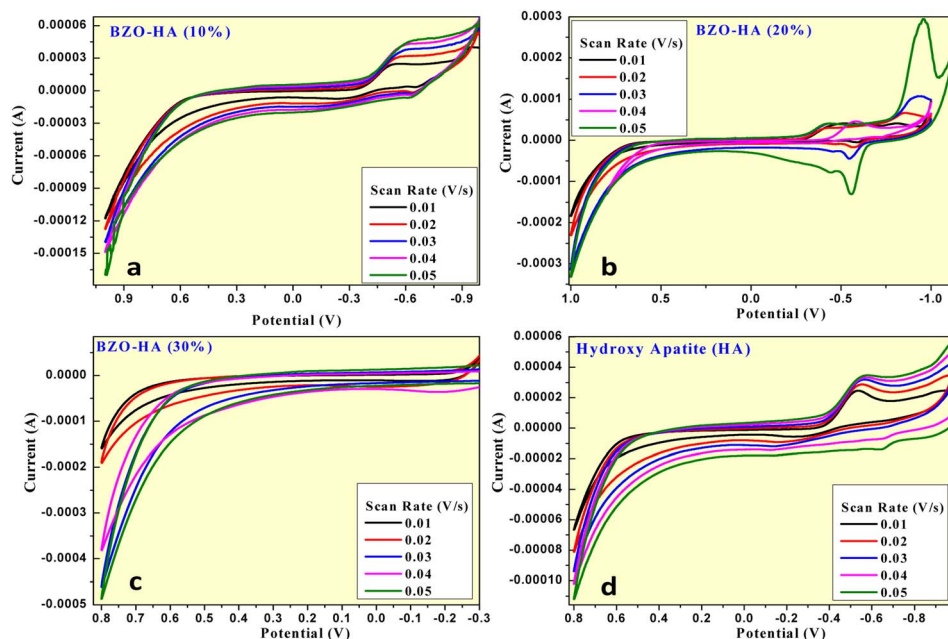 BZO-HA (10%)
0.00006
0.00003
0.00000
-0.00003
-0.00006
-0.00009
-0.00012
-0.00015
Current (A)
Scan Rate (V/s)
0.01
0.02
0.03
0.04
0.05
a
0.9 0.6 0.3 0.0 -0.3 -0.6 -0.9
Potential (V)
BZO-HA (20%)
0.0003
0.0002
0.0001
0.0000
-0.0001
-0.0002
-0.0003
Current (A)
Scan Rate (V/s)
0.01
0.02
0.03
0.04
0.05
b
1.0 0.5 0.0 -0.5 -1.0
Potential (V)
BZO-HA (30%)
0.0000
-0.0001
-0.0002
-0.0003
-0.0004
-0.0005
Current (A)
Scan Rate (V/s)
0.01
0.02
0.03
0.04
0.05
c
0.8 0.7 0.6 0.5 0.4 0.3 0.2 0.1 0.0 -0.1 -0.2 -0.3
Potential (V)
Hydroxy Apatite (HA)
0.00006
0.00004
0.00002
0.00000
-0.00002
-0.00004
-0.00006
-0.00008
-0.00010
Current (A)
Scan Rate (V/s)
0.01
0.02
0.03
0.04
0.05
d
0.8 0.6 0.4 0.2 0.0 -0.2 -0.4 -0.6 -0.8
Potential (V)